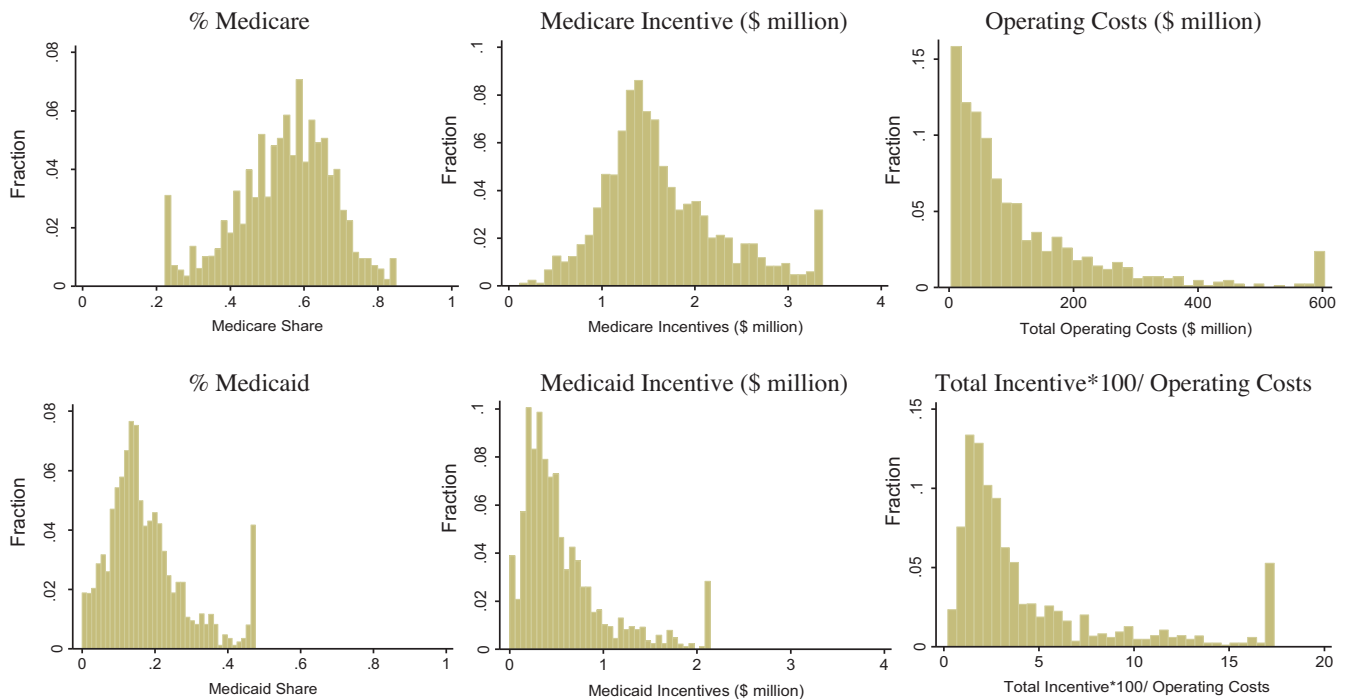 % Medicare
Fraction
0 .02 .04 .06 .08
0 .2 .4 .6 .8 1
Medicare Share
Medicare Incentive ($ million)
Fraction
0 .02 .04 .06 .08 .1
0 1 2 3 4
Medicare Incentives ($ million)
Operating Costs ($ million)
Fraction
0 .05 .1 .15
0 200 400 600
Total Operating Costs ($ million)
% Medicaid
Fraction
0 .02 .04 .06 .08
0 .2 .4 .6 .8 1
Medicaid Share
Medicaid Incentive ($ million)
Fraction
0 .02 .04 .06 .08 .1
0 1 2 3 4
Medicaid Incentives ($ million)
Total Incentive*100/ Operating Costs
Fraction
0 .05 .1 .15
0 5 10 15 20
Total Incentive*100/ Operating Costs